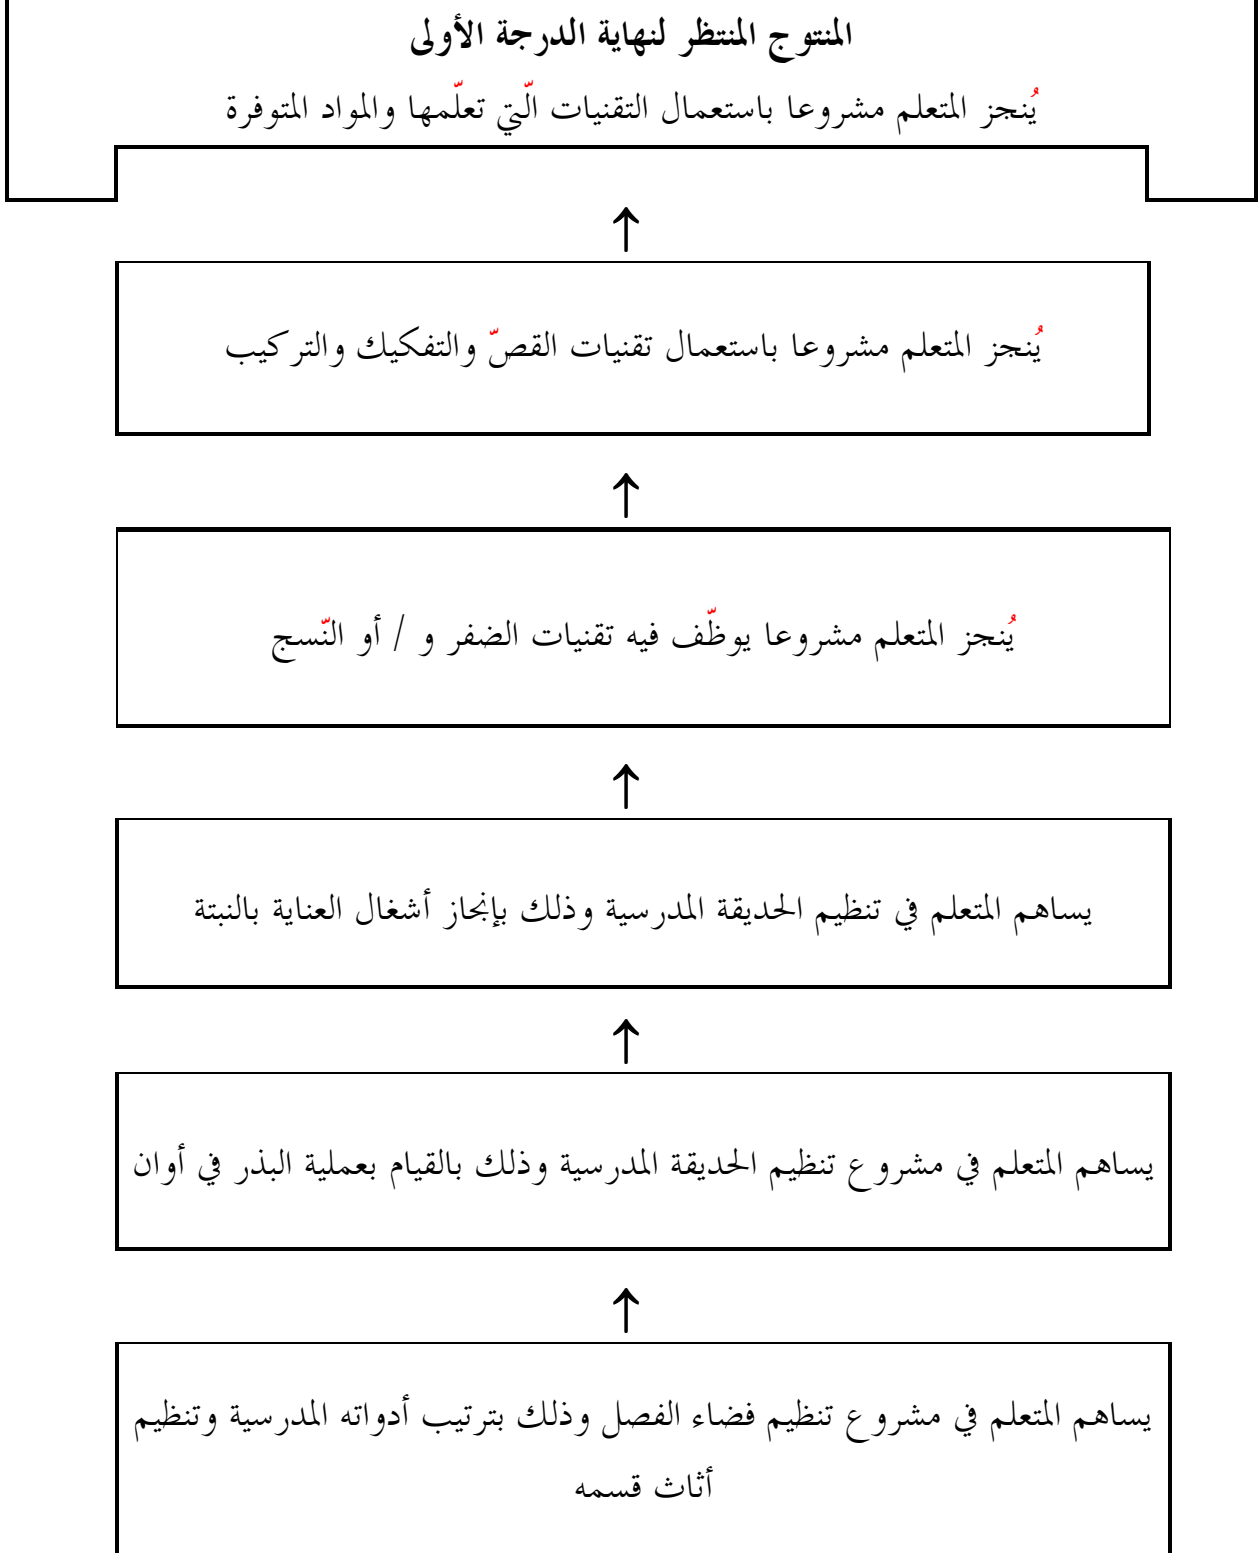 المنتوج المنتظر لنهاية الدرجة الأولى
يُنجز المتعلم مشروعا باستعمال التقنيات الّتي تعلّمها والمواد المتوفرة
↑
يُنجز المتعلم مشروعا باستعمال تقنيات القصّ والتفكيك والتركيب
↑
يُنجز المتعلم مشروعا يوظّف فيه تقنيات الضفر و / أو النّسج
↑
يساهم المتعلم في تنظيم الحديقة المدرسية وذلك بإنجاز أشغال العناية بالنبتة
↑
يساهم المتعلم في مشروع تنظيم الحديقة المدرسية وذلك بالقيام بعملية البذر في أوان
↑
يساهم المتعلم في مشروع تنظيم فضاء الفصل وذلك بترتيب أدواته المدرسية وتنظيم
أثاث قسمه